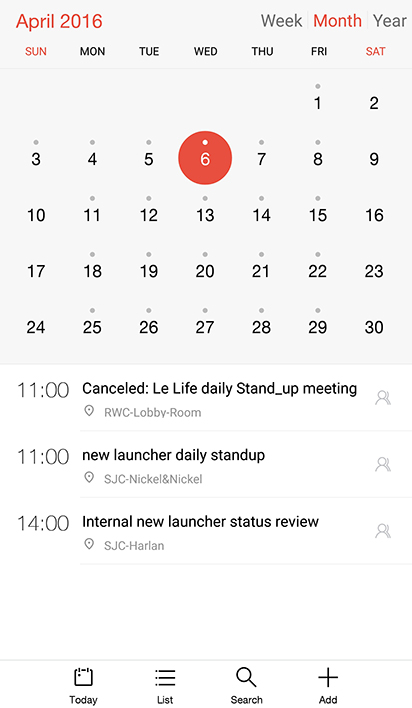 April 2016 Week Month Year
SUN MON TUE WED THU FRI SAT
1 2
3 4 5 6 7 8 9
10 11 12 13 14 15 16
17 18 19 20 21 22 23
24 25 26 27 28 29 30
11:00 Canceled: Le Life daily Stand_up meeting
RWC-Lobby-Room
11:00 new launcher daily standup
SJC-Nickel&Nickel
14:00 Internal new launcher status review
SJC-Harlan
Today List Search Add